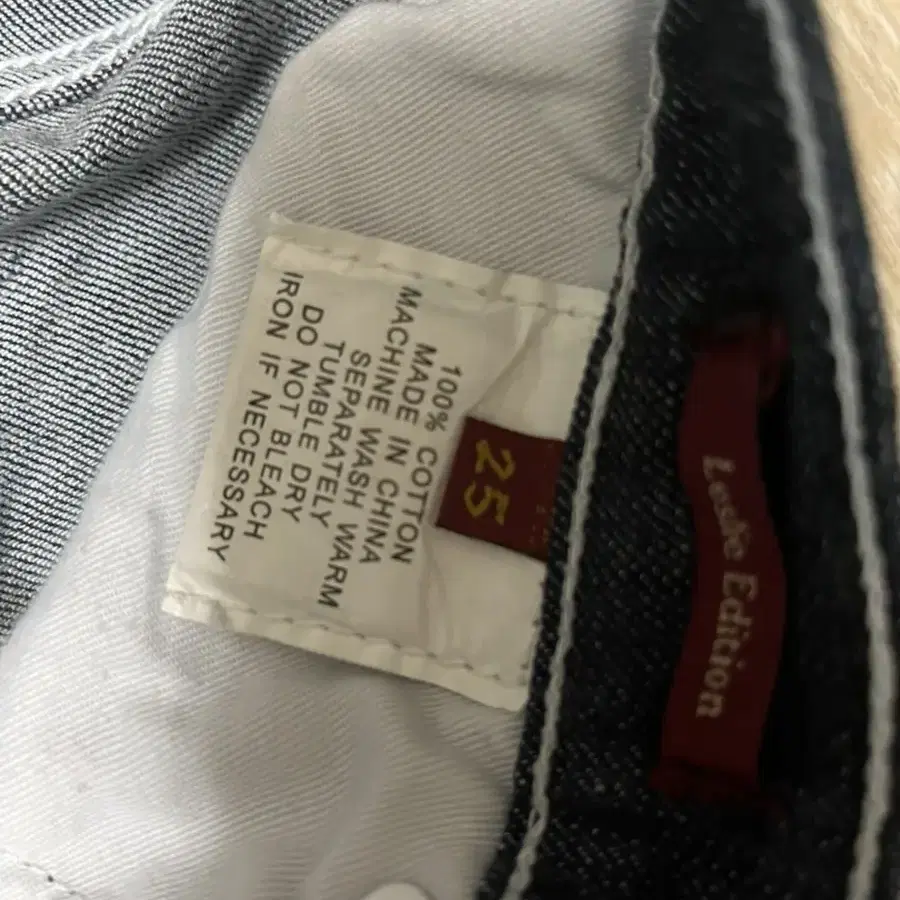 100% COTTON
MADE IN CHINA
MACHINE WASH WARM
SEPARATELY
TUMBLE DRY
DO NOT BLEACH
IRON IF NECESSARY
25
Leslie Edition